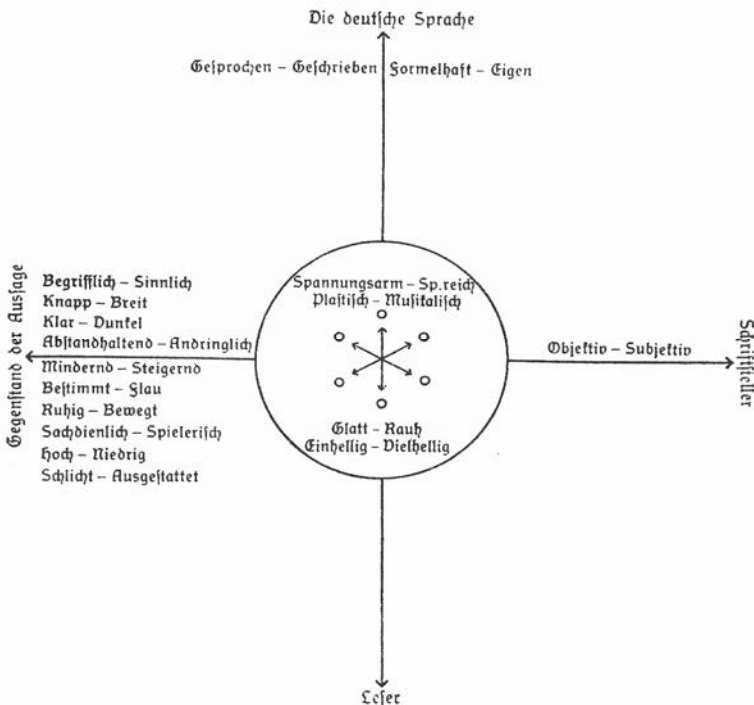 Die deutsche Sprache
Gesprochen – Geschrieben Formelhaft – Eigen
Gegenstand der Aussage
Begrifflich – Sinnlich
Knapp – Breit
Klar – Dunkel
Abstandhaltend – Andringlich
Mindernd – Steigernd
Bestimmt – Flau
Ruhig – Bewegt
Sachdienlich – Spielerisch
Hoch – Niedrig
Schlicht – Ausgestattet
Spannungsarm – Sp.reich
Plastisch – Musikalisch
Glatt – Rauh
Einhellig – Vielhellig
Objektiv – Subjektiv
Schriftsteller
Leser